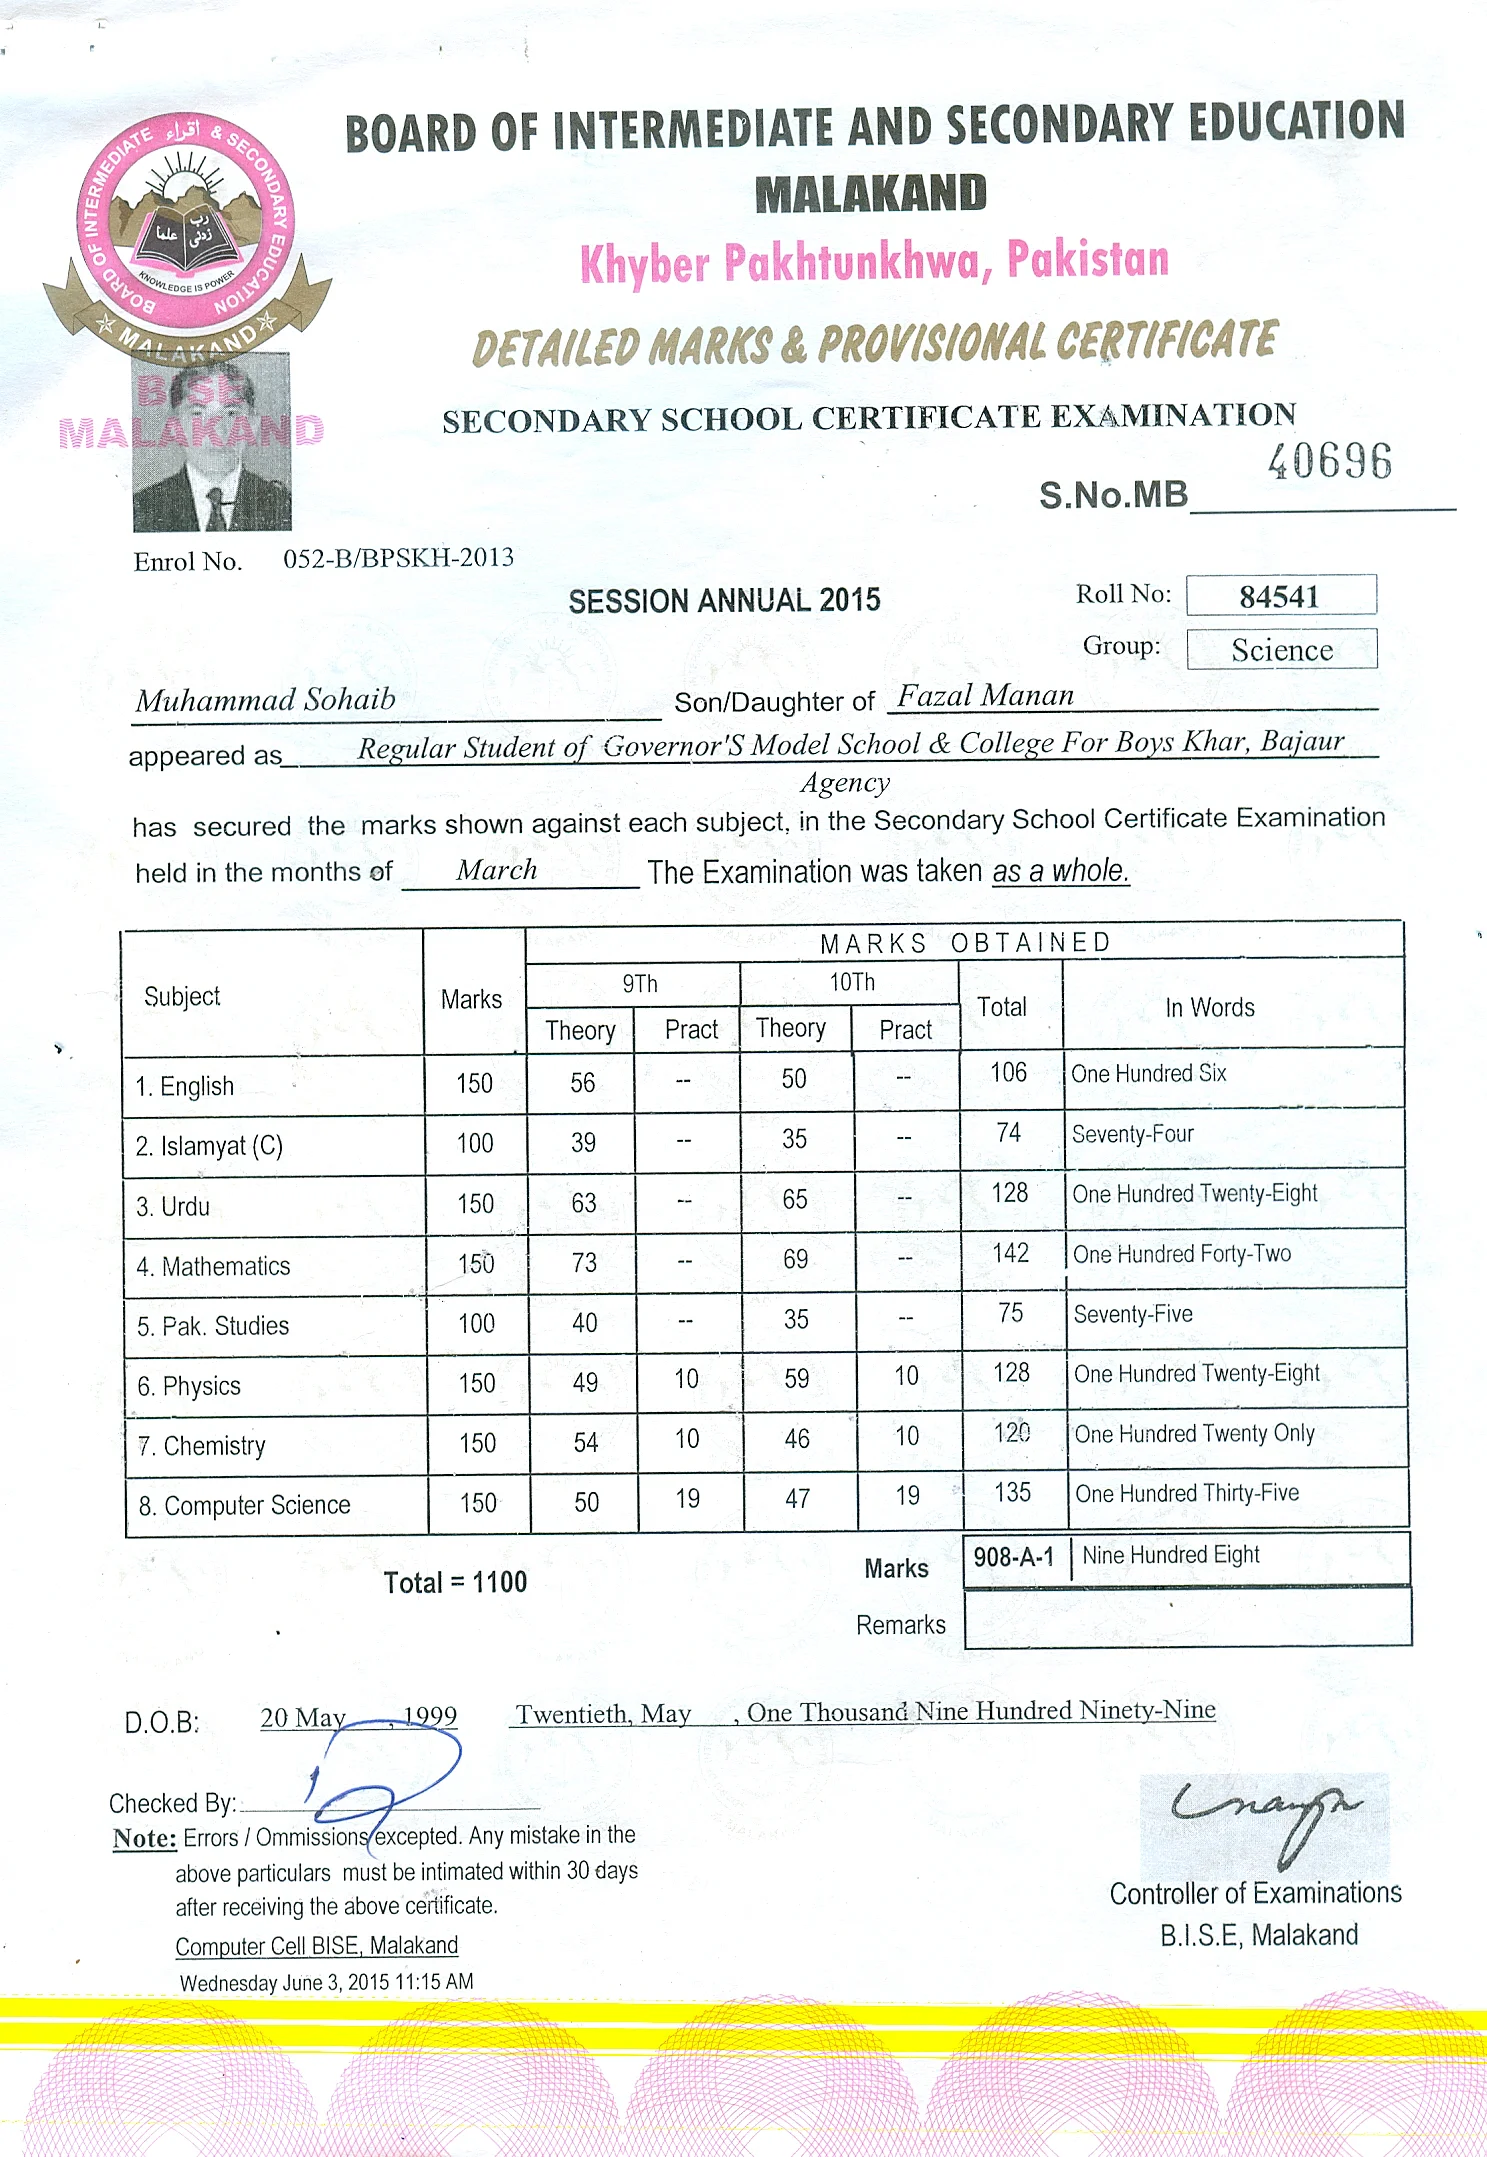 BOARD OF INTERMEDIATE & SECONDARY EDUCATION
اقراء
رب زدنی علما
KNOWLEDGE IS POWER
MALAKAND
BOARD OF INTERMEDIATE AND SECONDARY EDUCATION
MALAKAND
Khyber Pakhtunkhwa, Pakistan
DETAILED MARKS & PROVISIONAL CERTIFICATE
BISE
MALAKAND
SECONDARY SCHOOL CERTIFICATE EXAMINATION
S.No.MB 40696
Enrol No. 052-B/BPSKH-2013
SESSION ANNUAL 2015
Roll No: 84541
Group: Science
Muhammad Sohaib Son/Daughter of Fazal Manan
appeared as Regular Student of Governor'S Model School & College For Boys Khar, Bajaur
Agency
has secured the marks shown against each subject, in the Secondary School Certificate Examination
held in the months of March The Examination was taken as a whole.
MARKS OBTAINED
Subject Marks 9Th 10Th Total In Words
Theory Pract Theory Pract
1. English 150 56 -- 50 -- 106 One Hundred Six
2. Islamyat (C) 100 39 -- 35 -- 74 Seventy-Four
3. Urdu 150 63 -- 65 -- 128 One Hundred Twenty-Eight
4. Mathematics 150 73 -- 69 -- 142 One Hundred Forty-Two
5. Pak. Studies 100 40 -- 35 -- 75 Seventy-Five
6. Physics 150 49 10 59 10 128 One Hundred Twenty-Eight
7. Chemistry 150 54 10 46 10 120 One Hundred Twenty Only
8. Computer Science 150 50 19 47 19 135 One Hundred Thirty-Five
Total = 1100 Marks 908-A-1 Nine Hundred Eight
Remarks
D.O.B: 20 May , 1999 Twentieth, May , One Thousand Nine Hundred Ninety-Nine
Checked By:
Note: Errors / Ommissions excepted. Any mistake in the
above particulars must be intimated within 30 days
after receiving the above certificate.
Computer Cell BISE, Malakand
Wednesday June 3, 2015 11:15 AM
Controller of Examinations
B.I.S.E, Malakand